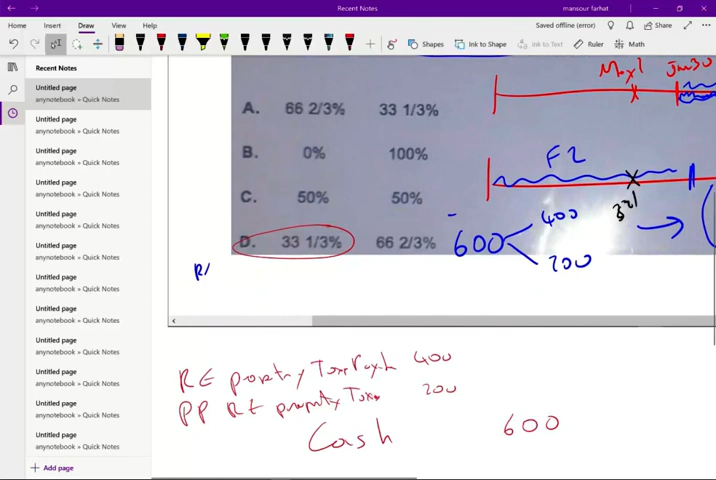 Recent Notes
mansour farhat
Home Insert Draw View Help
Saved offline (error) Share
Shapes Ink to Shape Ink to Text Ruler Math
Recent Notes
Untitled page
anynotebook » Quick Notes
Untitled page
anynotebook » Quick Notes
Untitled page
anynotebook » Quick Notes
Untitled page
anynotebook » Quick Notes
Untitled page
anynotebook » Quick Notes
Untitled page
anynotebook » Quick Notes
Untitled page
anynotebook » Quick Notes
Untitled page
anynotebook » Quick Notes
Untitled page
anynotebook » Quick Notes
Untitled page
anynotebook » Quick Notes
Untitled page
anynotebook » Quick Notes
Untitled page
anynotebook » Quick Notes
Add page
A. 66 2/3% 33 1/3%
B. 0% 100%
C. 50% 50%
D. 33 1/3% 66 2/3%
May 1
F2
600
400
200
RE 400
PP RE property 200
Cash 600